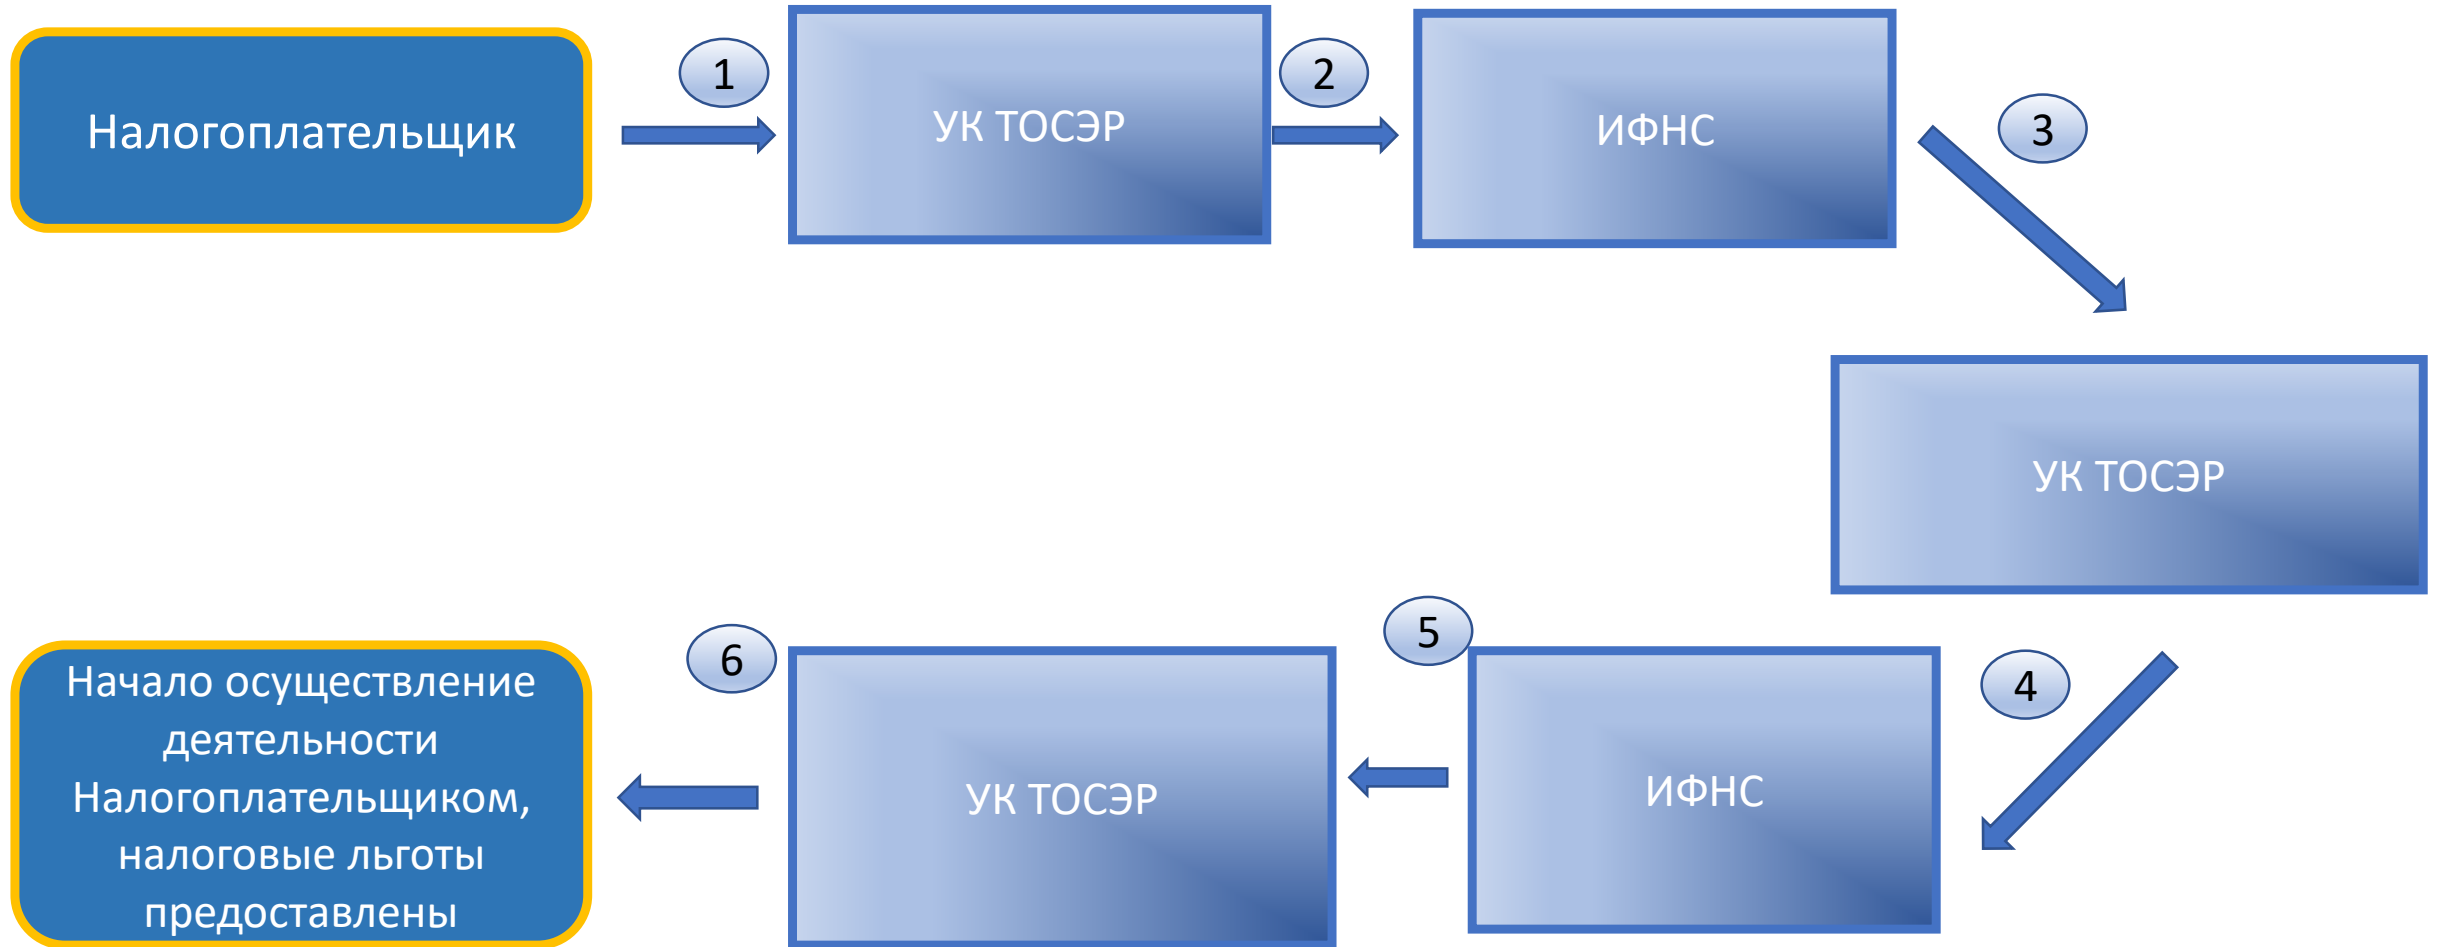 Налогоплательщик
1
УК ТОСЭР
2
ИФНС
3
УК ТОСЭР
4
ИФНС
5
УК ТОСЭР
6
Начало осуществление
деятельности
Налогоплательщиком,
налоговые льготы
предоставлены